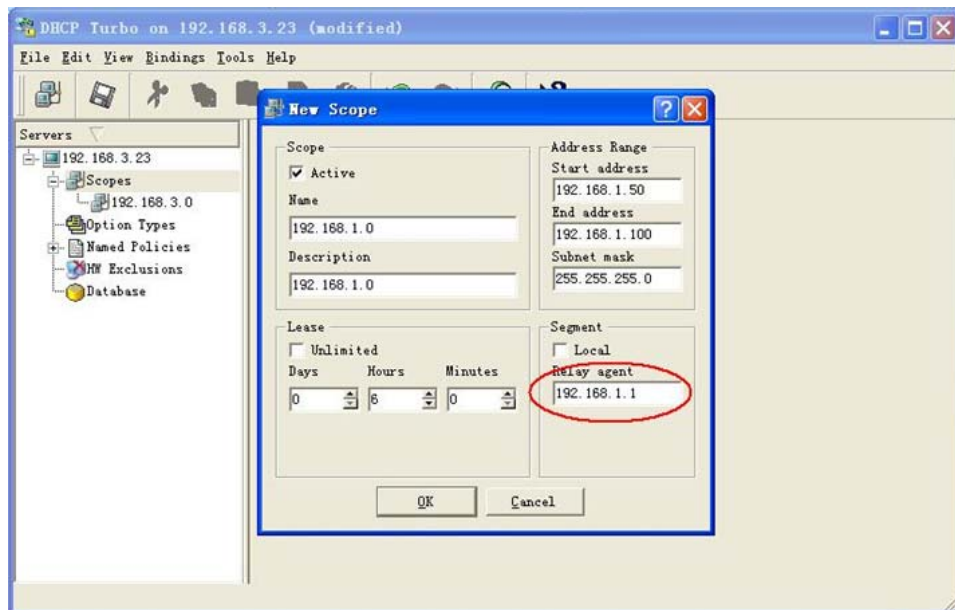 DHCP Turbo on 192.168.3.23 (modified)
File Edit View Bindings Tools Help
Servers
192.168.3.23
Scopes
192.168.3.0
Option Types
Named Policies
HW Exclusions
Database
New Scope
Scope
Active
Name
192.168.1.0
Description
192.168.1.0
Address Range
Start address
192.168.1.50
End address
192.168.1.100
Subnet mask
255.255.255.0
Lease
Unlimited
Days Hours Minutes
0 6 0
Segment
Local
Relay agent
192.168.1.1
OK Cancel